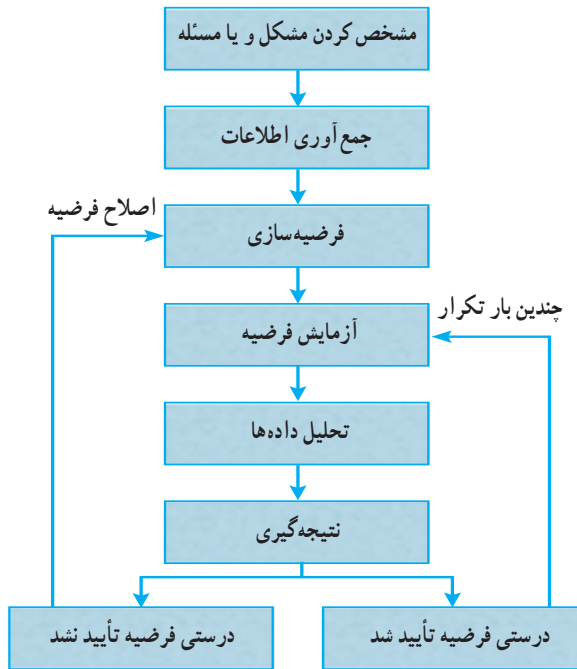 مشخص کردن مشکل و یا مسئله
جمع آوری اطلاعات
اصلاح فرضیه
فرضیه‌سازی
چندین بار تکرار
آزمایش فرضیه
تحلیل داده‌ها
نتیجه‌گیری
درستی فرضیه تأیید شد
درستی فرضیه تأیید نشد